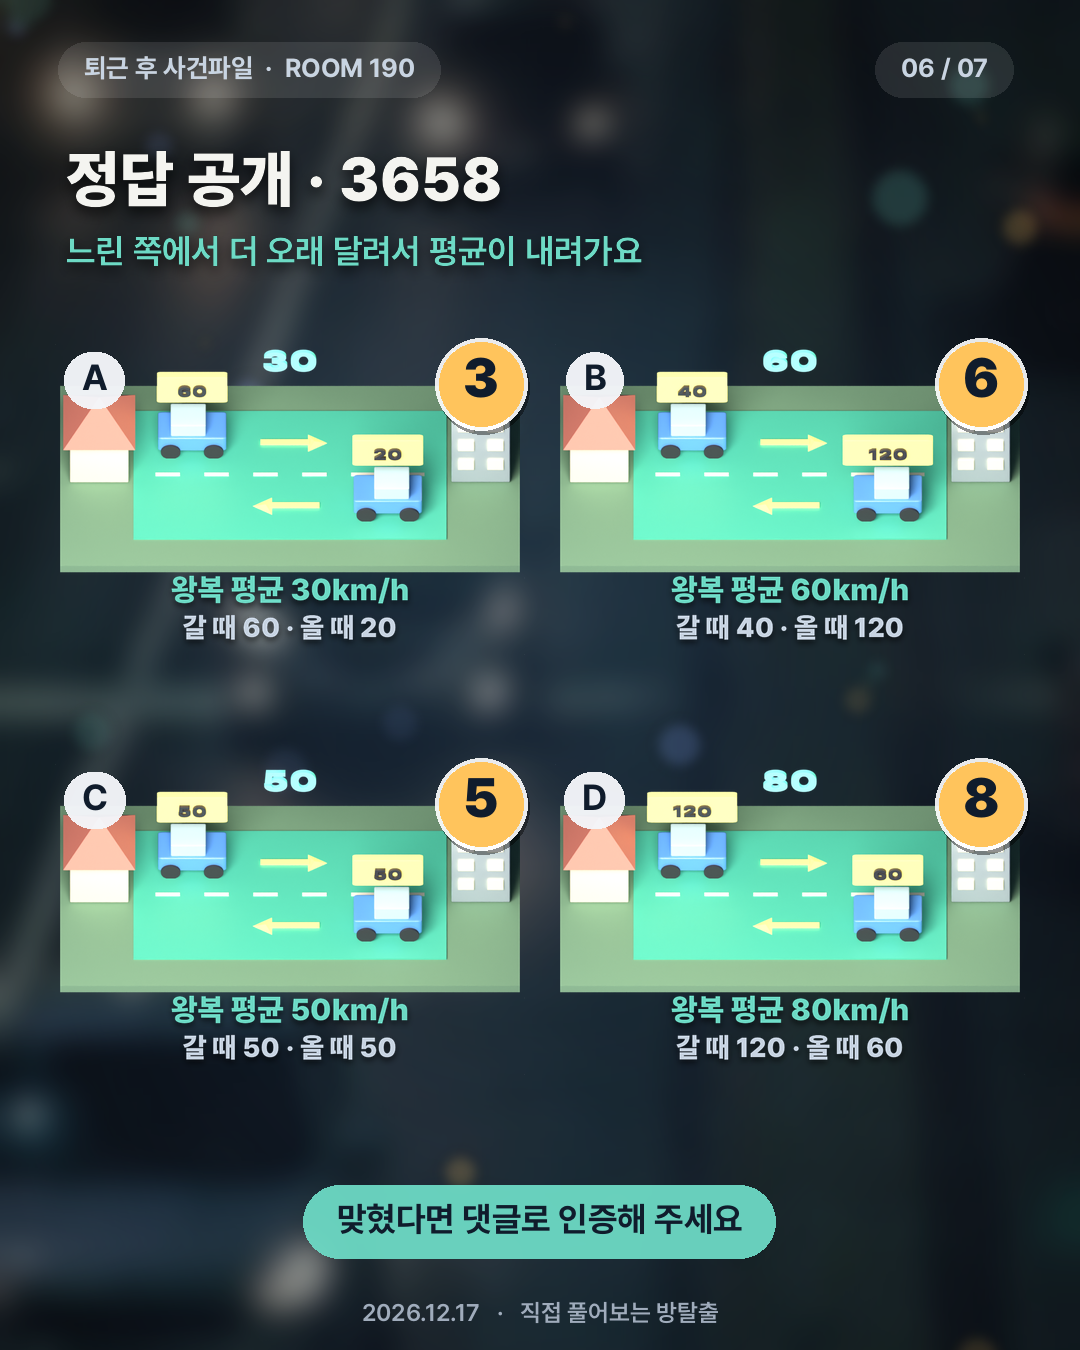 퇴근 후 사건파일 · ROOM 190
06 / 07
정답 공개 · 3658
느린 쪽에서 더 오래 달려서 평균이 내려가요
A
30
3
60
20
왕복 평균 30km/h
갈 때 60 · 올 때 20
B
60
6
40
120
왕복 평균 60km/h
갈 때 40 · 올 때 120
C
50
5
50
50
왕복 평균 50km/h
갈 때 50 · 올 때 50
D
80
8
120
60
왕복 평균 80km/h
갈 때 120 · 올 때 60
맞혔다면 댓글로 인증해 주세요
2026.12.17 · 직접 풀어보는 방탈출